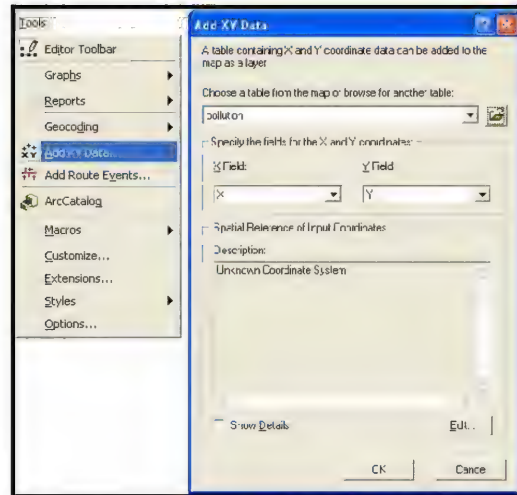 Tools
Editor Toolbar
Graphs
Reports
Geocoding
Add XY Data...
Add Route Events...
ArcCatalog
Macros
Customize...
Extensions...
Styles
Options...
Add XY Data
A table containing X and Y coordinate data can be added to the
map as a layer
Choose a table from the map or browse for another table:
pollution
Specify the fields for the X and Y coordinates:
X Field:
Y Field
X
Y
Spatial Reference of Input Coordinates
Description:
Unknown Coordinate System
Show Details
Edit...
OK
Cancel